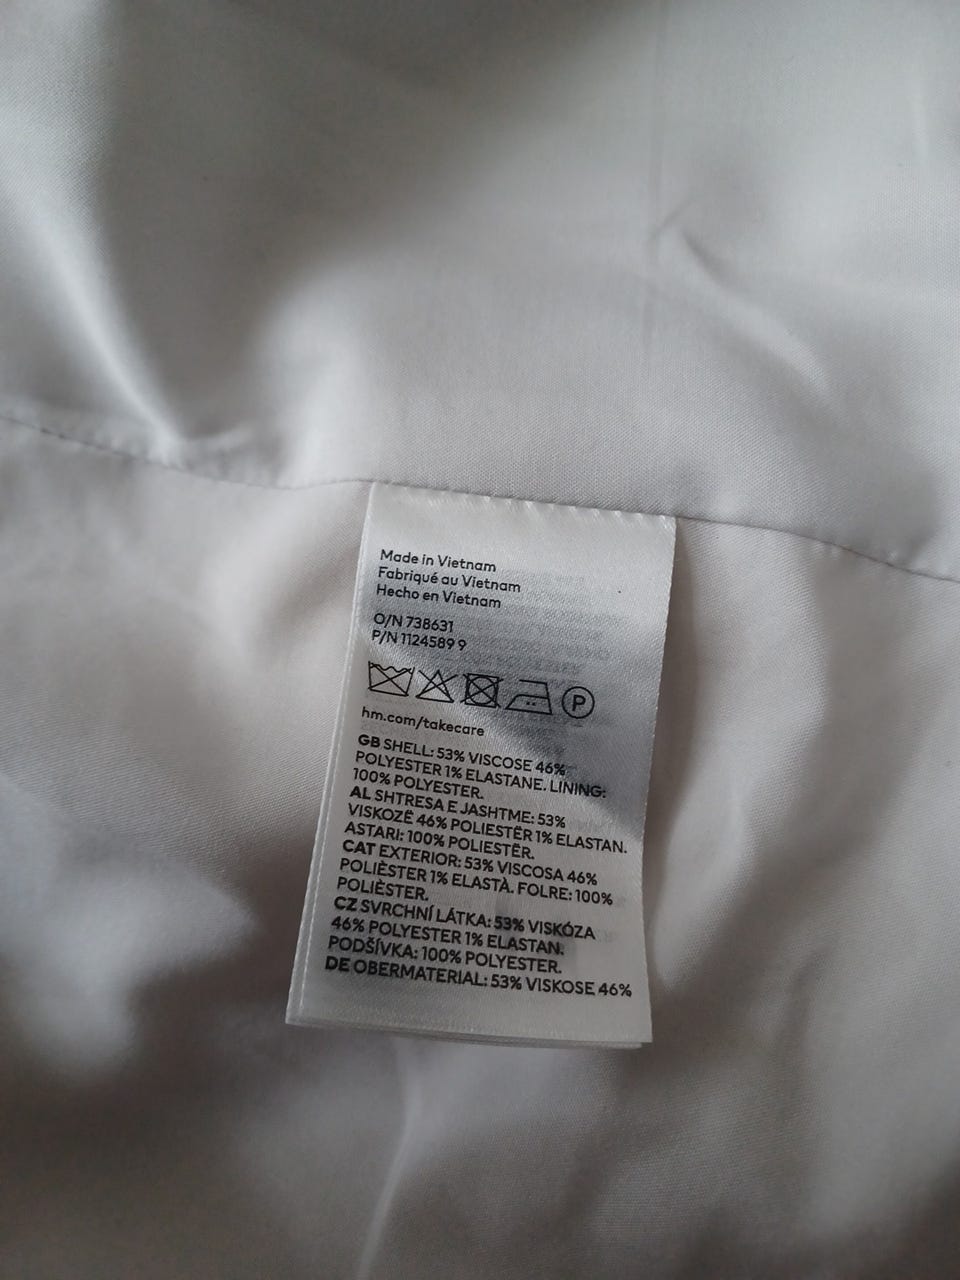 Made in Vietnam
Fabriqué au Vietnam
Hecho en Vietnam
O/N 738631
P/N 1124589 9
P
hm.com/takecare
GB SHELL: 53% VISCOSE 46%
POLYESTER 1% ELASTANE. LINING:
100% POLYESTER.
AL SHTRESA E JASHTME: 53%
VISKOZË 46% POLIESTËR 1% ELASTAN.
ASTARI: 100% POLIESTËR.
CAT EXTERIOR: 53% VISCOSA 46%
POLIÈSTER 1% ELASTÀ. FOLRE: 100%
POLIÈSTER.
CZ SVRCHNÍ LÁTKA: 53% VISKÓZA
46% POLYESTER 1% ELASTAN.
PODŠÍVKA: 100% POLYESTER.
DE OBERMATERIAL: 53% VISKOSE 46%